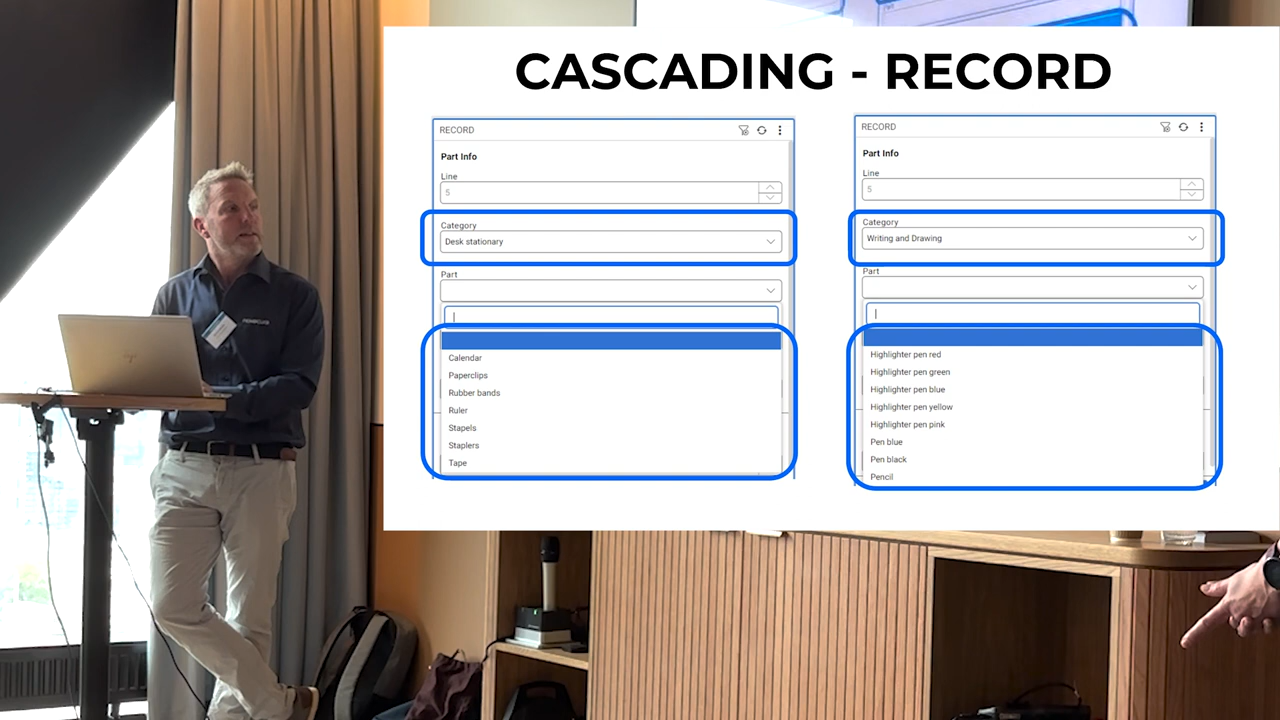 CASCADING - RECORD
RECORD
Part Info
Line
5
Category
Desk stationary
Part
Calendar
Paperclips
Rubber bands
Ruler
Stapels
Staplers
Tape
RECORD
Part Info
Line
5
Category
Writing and Drawing
Part
Highlighter pen red
Highlighter pen green
Highlighter pen blue
Highlighter pen yellow
Highlighter pen pink
Pen blue
Pen black
Pencil